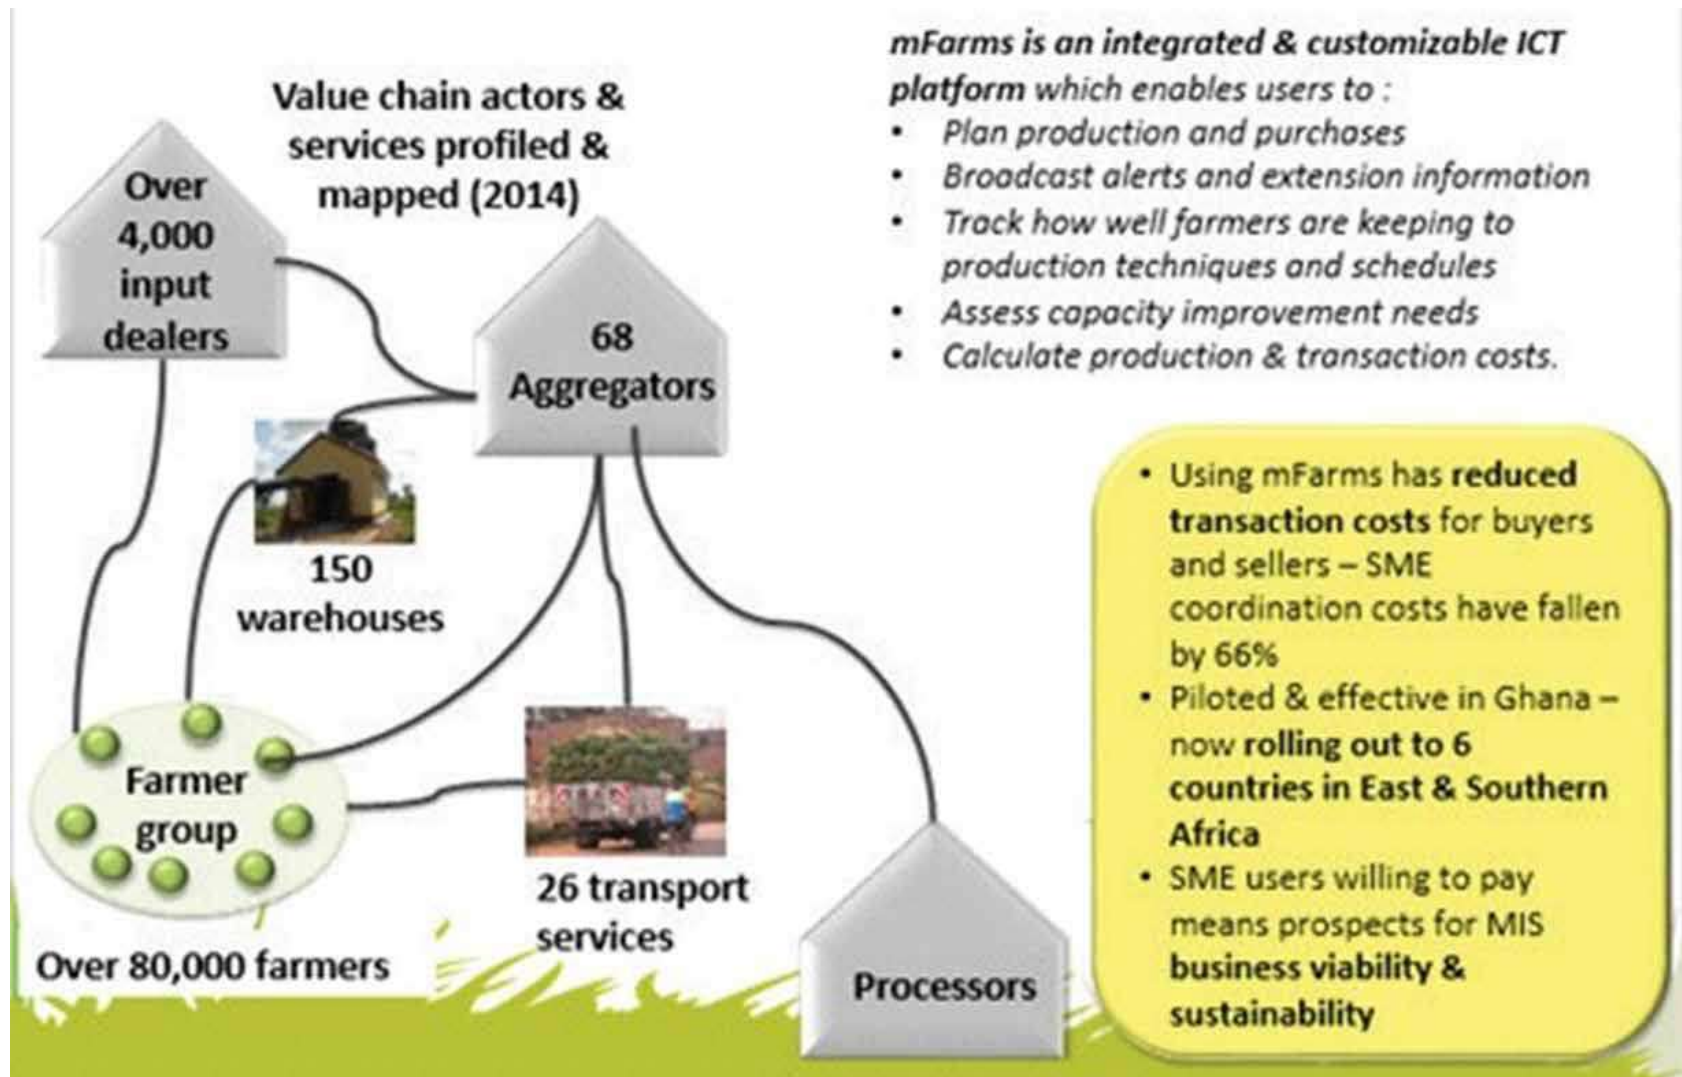 Value chain actors &
services profiled &
mapped (2014)
Over
4,000
input
dealers
68
Aggregators
150
warehouses
Farmer
group
26 transport
services
Over 80,000 farmers
Processors
mFarms is an integrated & customizable ICT
platform which enables users to :
• Plan production and purchases
• Broadcast alerts and extension information
• Track how well farmers are keeping to
production techniques and schedules
• Assess capacity improvement needs
• Calculate production & transaction costs.
• Using mFarms has reduced
transaction costs for buyers
and sellers – SME
coordination costs have fallen
by 66%
• Piloted & effective in Ghana –
now rolling out to 6
countries in East & Southern
Africa
• SME users willing to pay
means prospects for MIS
business viability &
sustainability